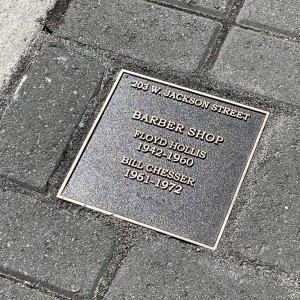 203 W. JACKSON STREET
BARBER SHOP
FLOYD HOLLIS
1942-1960
BILL CHESSER
1961-1972